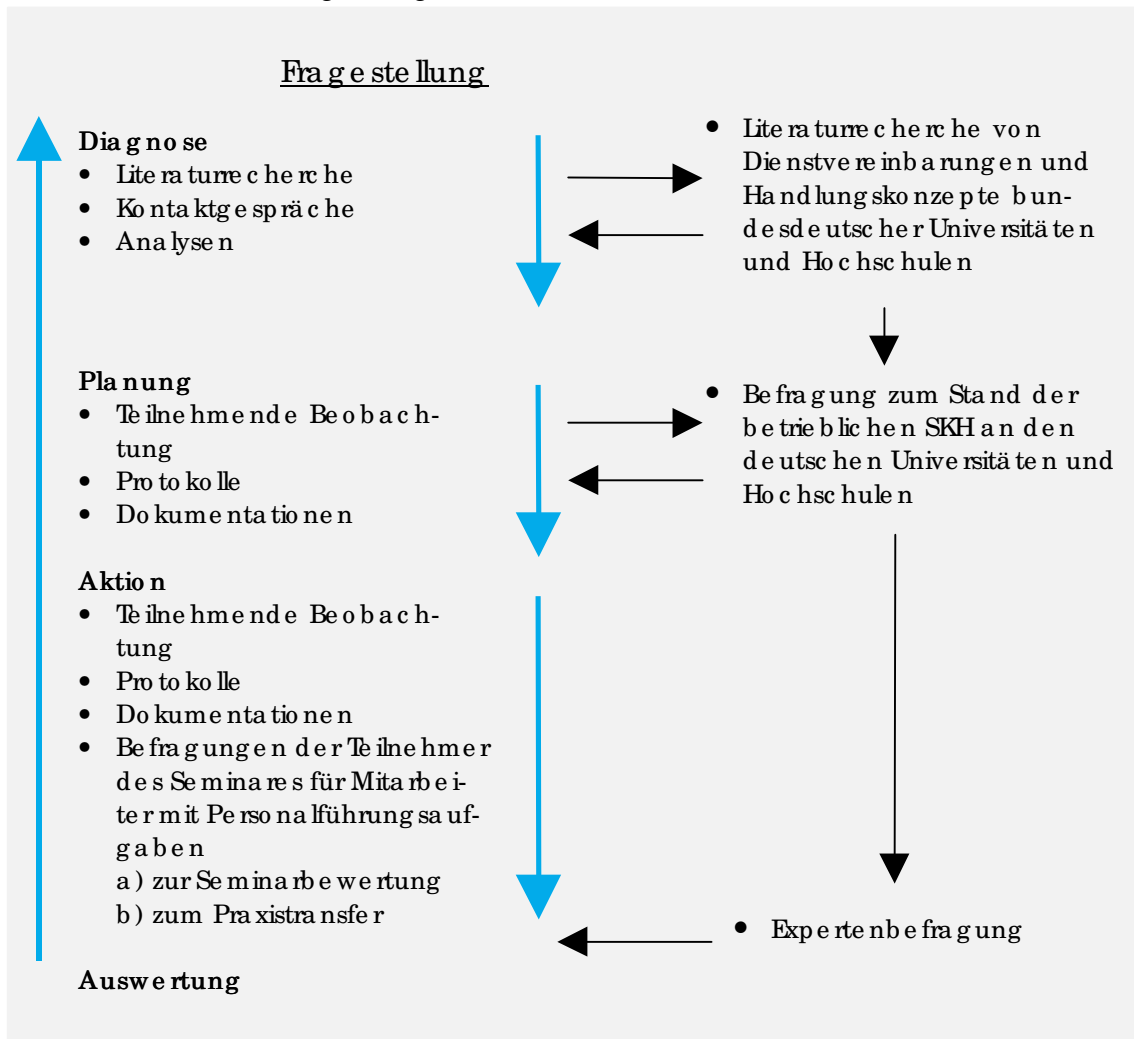 Fragestellung
Diagnose
• Literaturrecherche
• Kontaktgespräche
• Analysen
• Literaturrecherche von
Dienstvereinbarungen und
Handlungskonzepte bun-
desdeutscher Universitäten
und Hochschulen
Planung
• Teilnehmende Beobach-
tung
• Protokolle
• Dokumentationen
• Befragung zum Stand der
betrieblichen SKH an den
deutschen Universitäten und
Hochschulen
Aktion
• Teilnehmende Beobach-
tung
• Protokolle
• Dokumentationen
• Befragungen der Teilnehmer
des Seminares für Mitarbei-
ter mit Personalführungsauf-
gaben
a) zur Seminarbewertung
b) zum Praxistransfer
• Expertenbefragung
Auswertung